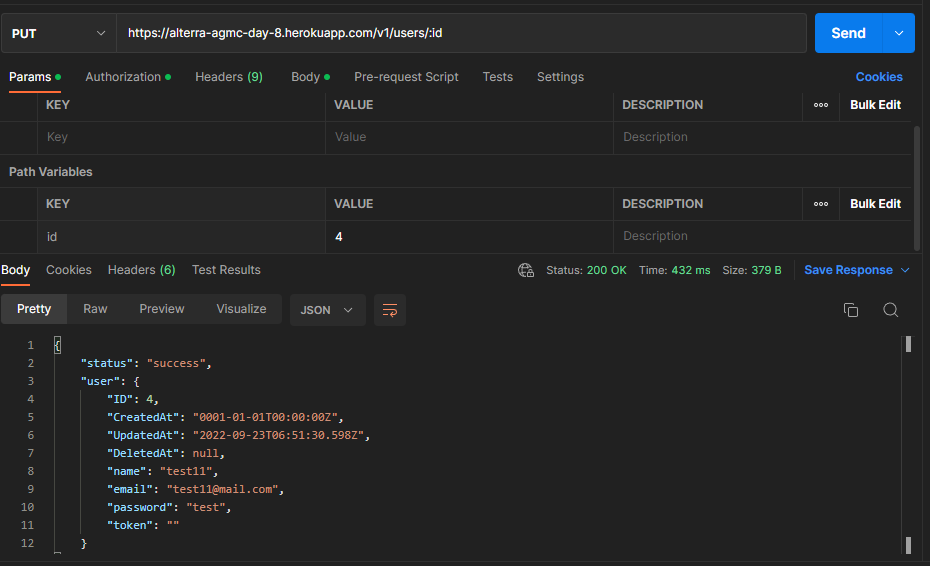 PUT https://alterra-agmc-day-8.herokuapp.com/v1/users/:id Send
Params Authorization Headers (9) Body Pre-request Script Tests Settings Cookies
KEY VALUE DESCRIPTION ooo Bulk Edit
Key Value Description
Path Variables
KEY VALUE DESCRIPTION ooo Bulk Edit
id 4 Description
Body Cookies Headers (6) Test Results Status: 200 OK Time: 432 ms Size: 379 B Save Response
Pretty Raw Preview Visualize JSON
1 {
2 "status": "success",
3 "user": {
4 "ID": 4,
5 "CreatedAt": "0001-01-01T00:00:00Z",
6 "UpdatedAt": "2022-09-23T06:51:30.598Z",
7 "DeletedAt": null,
8 "name": "test11",
9 "email": "test11@mail.com",
10 "password": "test",
11 "token": ""
12 }